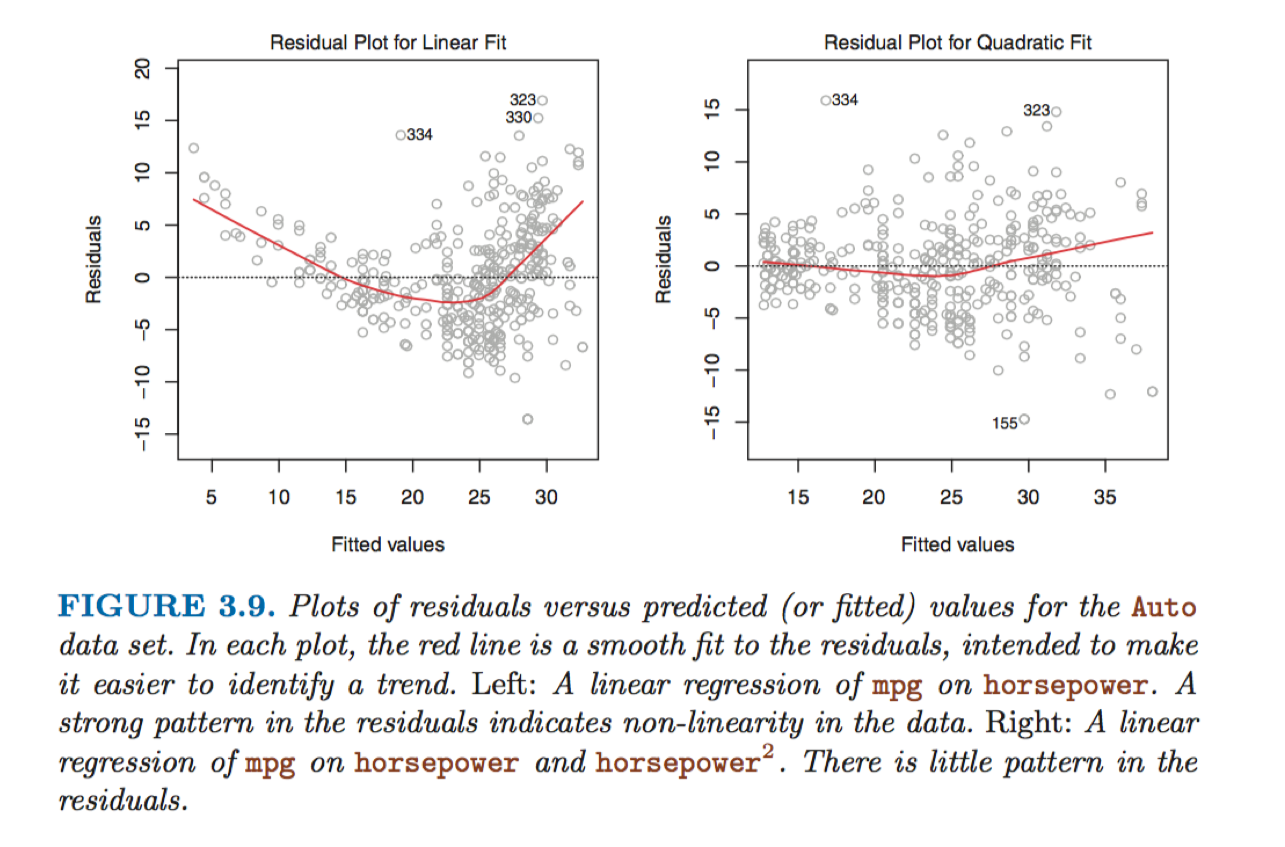 Residual Plot for Linear Fit
Residuals
20
15
10
5
0
−5
−10
−15
323
330
334
5 10 15 20 25 30
Fitted values
Residual Plot for Quadratic Fit
Residuals
15
10
5
0
−5
−10
−15
334
323
155
15 20 25 30 35
Fitted values
FIGURE 3.9. Plots of residuals versus predicted (or fitted) values for the Auto
data set. In each plot, the red line is a smooth fit to the residuals, intended to make
it easier to identify a trend. Left: A linear regression of mpg on horsepower. A
strong pattern in the residuals indicates non-linearity in the data. Right: A linear
regression of mpg on horsepower and horsepower². There is little pattern in the
residuals.